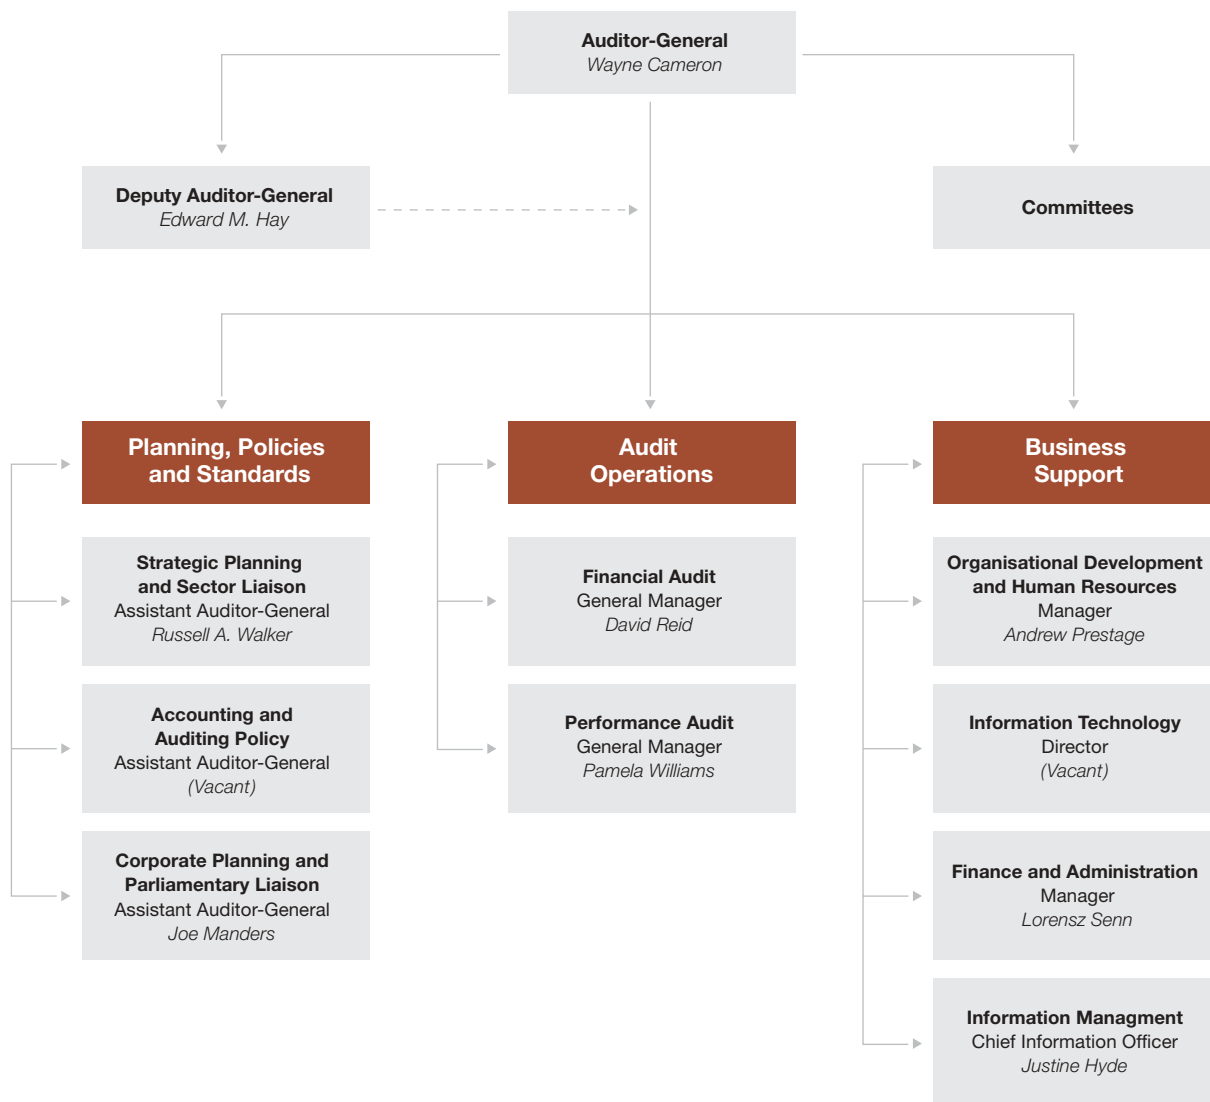 Auditor-General
Wayne Cameron
Deputy Auditor-General
Edward M. Hay
Committees
Planning, Policies
and Standards
Strategic Planning
and Sector Liaison
Assistant Auditor-General
Russell A. Walker
Accounting and
Auditing Policy
Assistant Auditor-General
(Vacant)
Corporate Planning and
Parliamentary Liaison
Assistant Auditor-General
Joe Manders
Audit
Operations
Financial Audit
General Manager
David Reid
Performance Audit
General Manager
Pamela Williams
Business
Support
Organisational Development
and Human Resources
Manager
Andrew Prestage
Information Technology
Director
(Vacant)
Finance and Administration
Manager
Lorensz Senn
Information Managment
Chief Information Officer
Justine Hyde